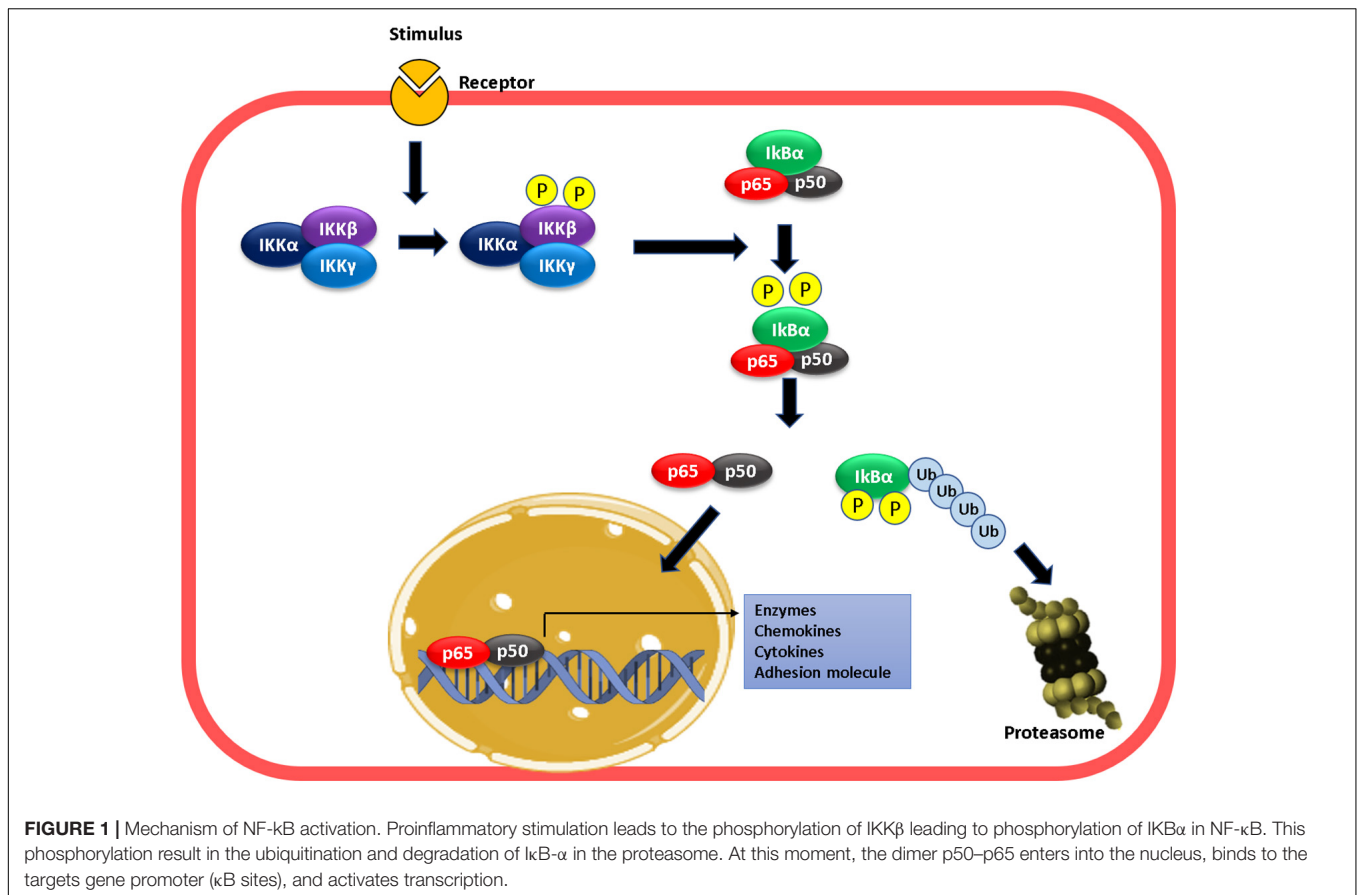 Stimulus
Receptor
IkBα
p65 p50
P P
IKKα IKKβ IKKγ
IKKα IKKβ IKKγ
P P
IkBα
p65 p50
p65 p50
IkBα Ub
P P Ub
Ub
Ub
Enzymes
Chemokines
Cytokines
Adhesion molecule
p65 p50
Proteasome
FIGURE 1 | Mechanism of NF-kB activation. Proinflammatory stimulation leads to the phosphorylation of IKKβ leading to phosphorylation of IKBα in NF-κB. This
phosphorylation result in the ubiquitination and degradation of IκB-α in the proteasome. At this moment, the dimer p50–p65 enters into the nucleus, binds to the
targets gene promoter (κB sites), and activates transcription.